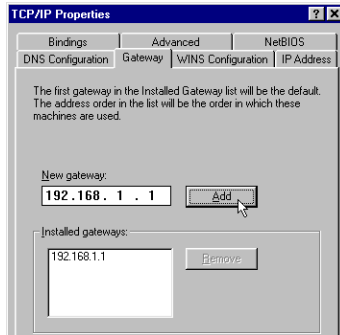 TCP/IP Properties
Bindings Advanced NetBIOS
DNS Configuration Gateway WINS Configuration IP Address
The first gateway in the Installed Gateway list will be the default.
The address order in the list will be the order in which these
machines are used.
New gateway:
192.168. 1 . 1 Add
Installed gateways:
192.168.1.1 Remove